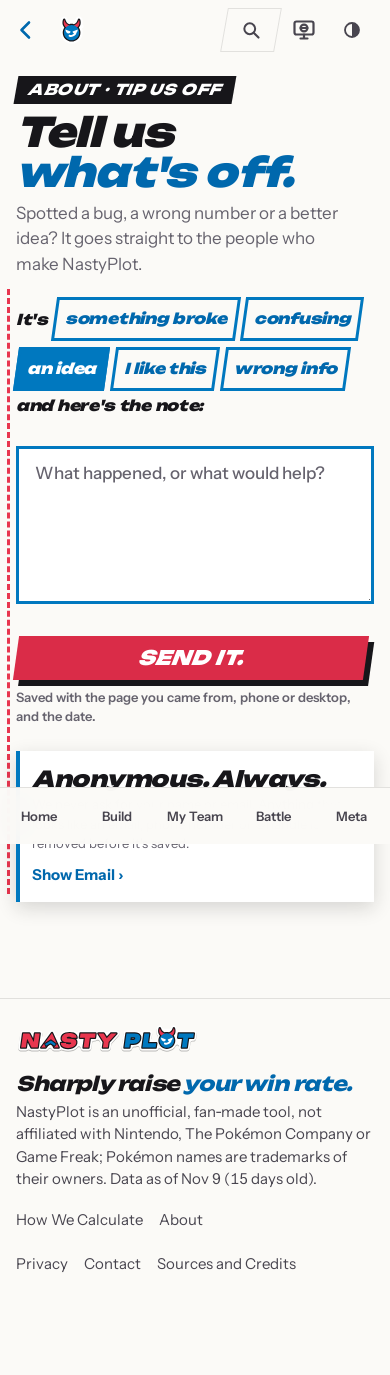 ABOUT · TIP US OFF
Tell us
what's off.
Spotted a bug, a wrong number or a better
idea? It goes straight to the people who
make NastyPlot.
It's something broke confusing
an idea I like this wrong info
and here's the note:
What happened, or what would help?
SEND IT.
Saved with the page you came from, phone or desktop,
and the date.
Anonymous. Always.
Home Build My Team Battle Meta
removed before it's saved.
Show Email ›
NASTY PLOT
Sharply raise your win rate.
NastyPlot is an unofficial, fan-made tool, not
affiliated with Nintendo, The Pokémon Company or
Game Freak; Pokémon names are trademarks of
their owners. Data as of Nov 9 (15 days old).
How We Calculate About
Privacy Contact Sources and Credits